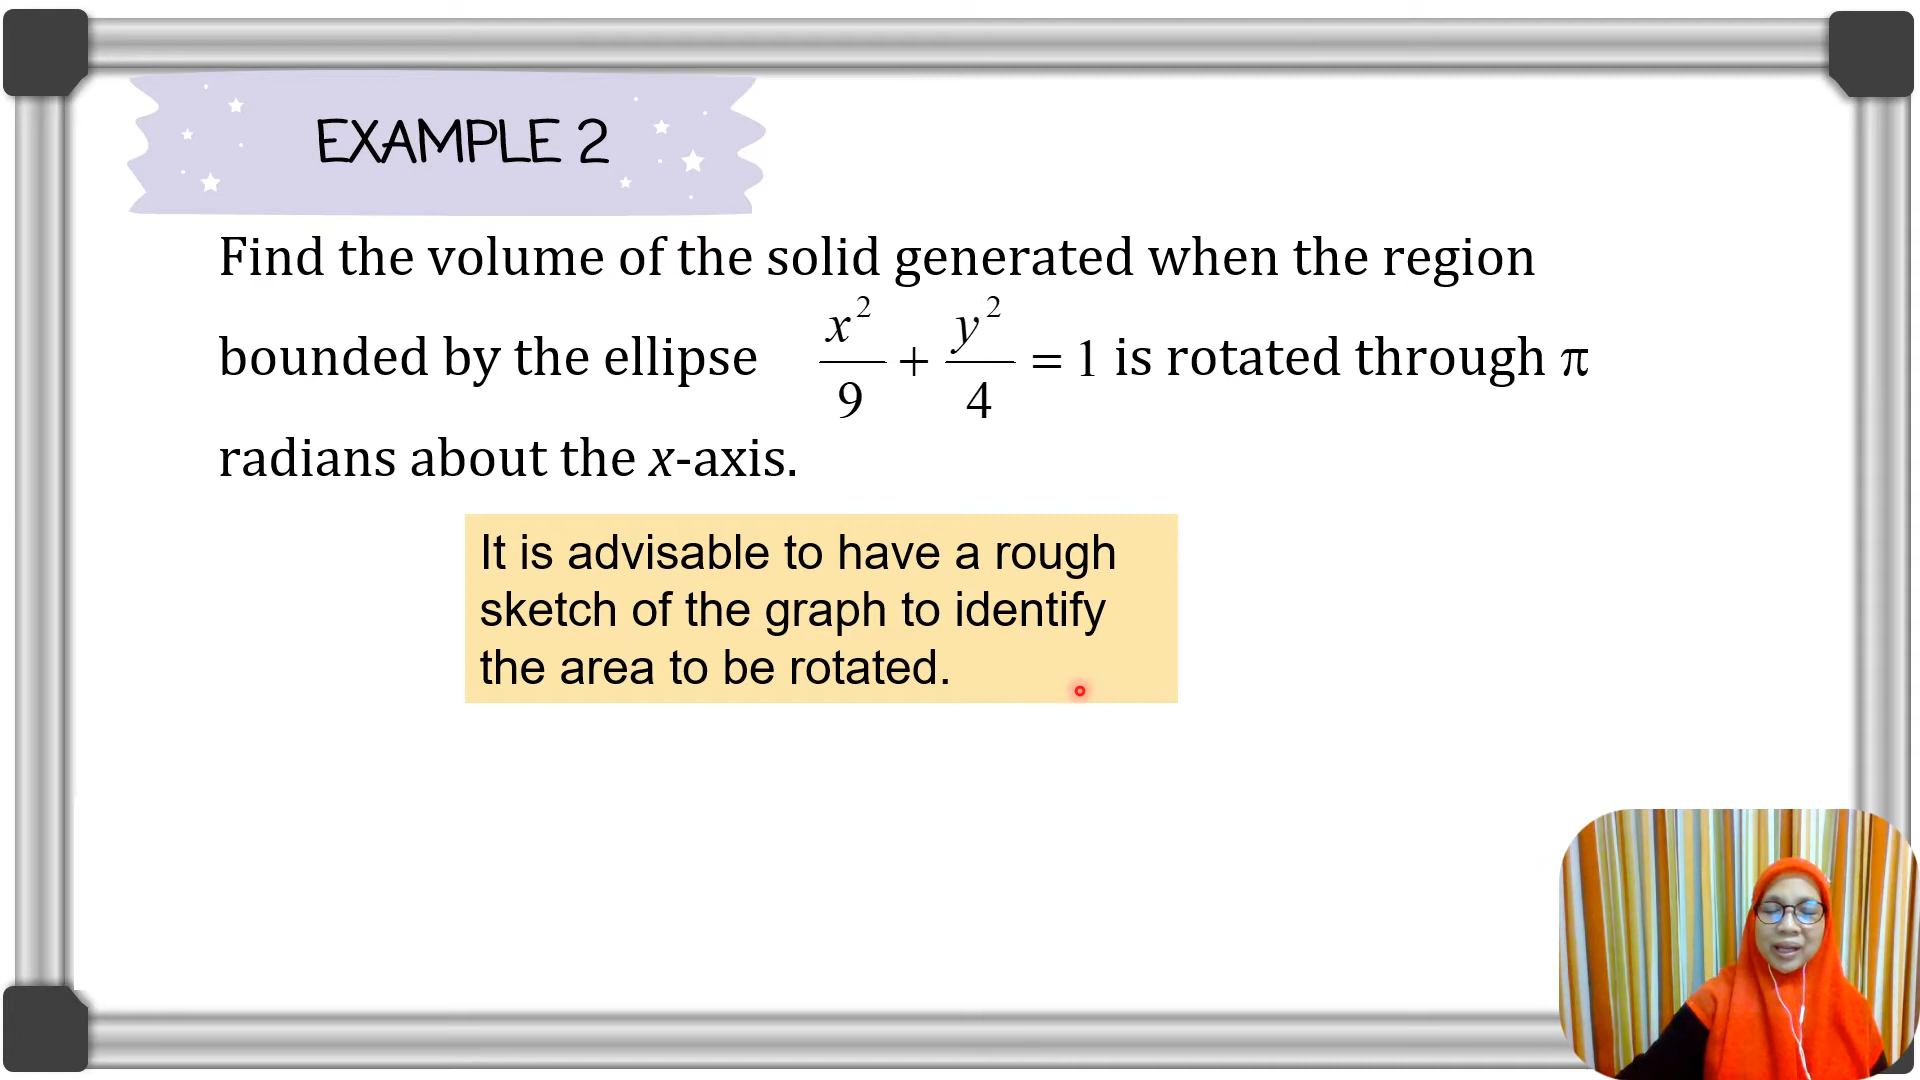 EXAMPLE 2
Find the volume of the solid generated when the region
bounded by the ellipse x²/9 + y²/4 = 1 is rotated through π
radians about the x-axis.
It is advisable to have a rough
sketch of the graph to identify
the area to be rotated.